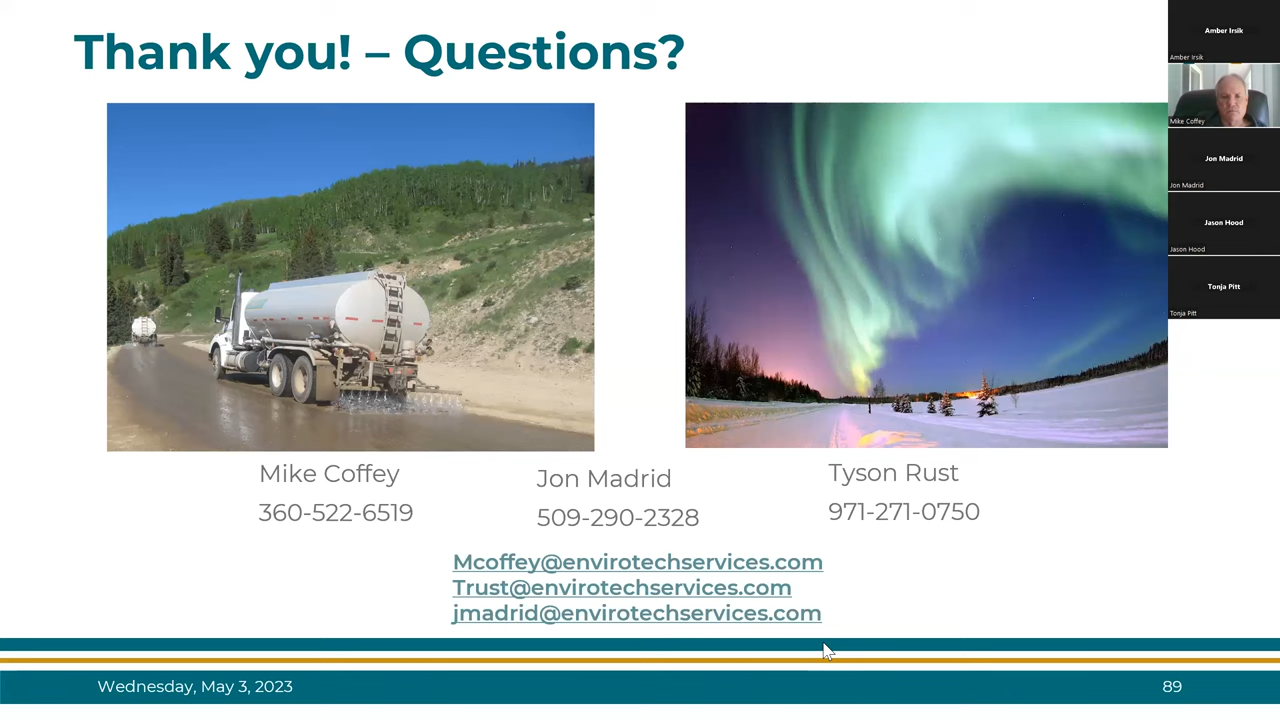 Thank you! – Questions?
Amber Irsik
Amber Irsik
Mike Coffey
Jon Madrid
Jon Madrid
Jason Hood
Jason Hood
Tonja Pitt
Tonja Pitt
Mike Coffey
360-522-6519
Jon Madrid
509-290-2328
Tyson Rust
971-271-0750
Mcoffey@envirotechservices.com
Trust@envirotechservices.com
jmadrid@envirotechservices.com
Wednesday, May 3, 2023
89